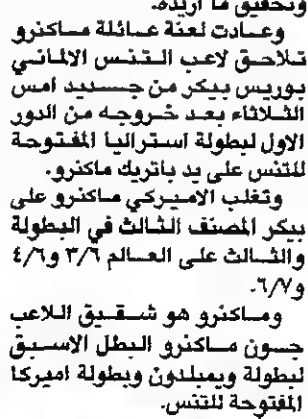 وتحقيق ما اريده.
وعادت لعنة عائلة ماكنرو
تلاحق لاعب التنس الالماني
بوريس بيكر من جديد امس
الثلاثاء بعد خروجه من الدور
الاول لبطولة استراليا المفتوحة
للتنس على يد باتريك ماكنرو.
وتغلب الاميركي ماكنرو على
بيكر المصنف الثالث في البطولة
والثالث على العالم ٣/٦ و٤/٦
و٦/٧.
وماكنرو هو شقيق اللاعب
جون ماكنرو البطل الاسبق
لبطولة ويمبلدون وبطولة اميركا
المفتوحة للتنس.